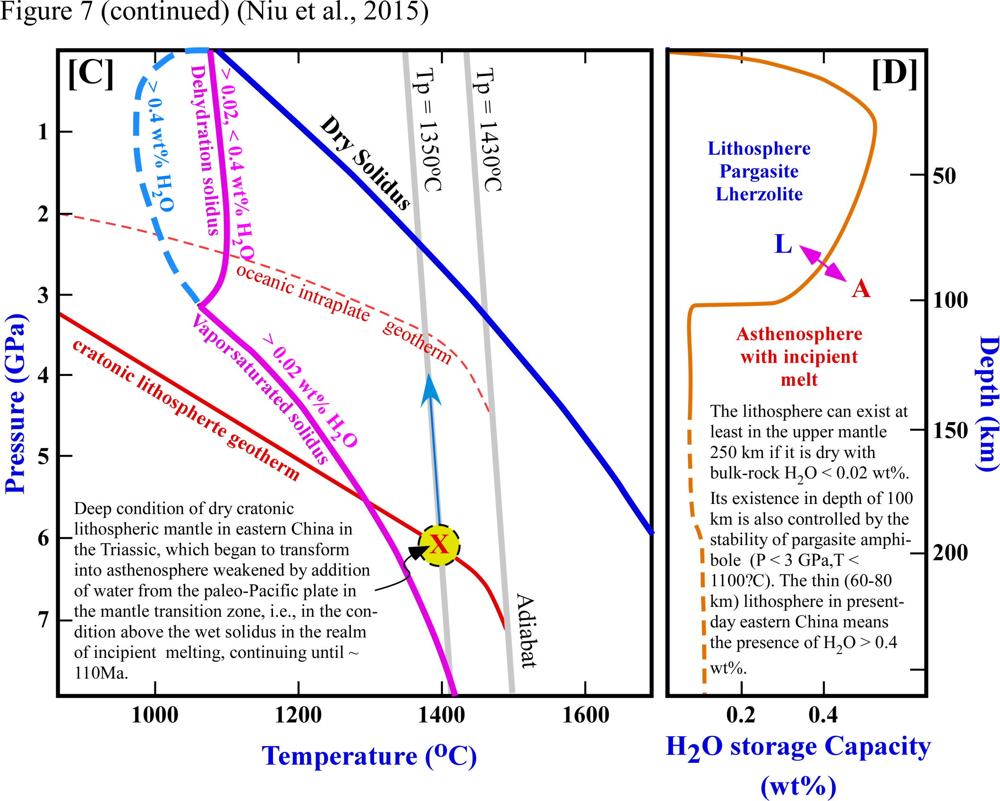 Figure 7 (continued) (Niu et al., 2015)
[C]
> 0.4 wt% H2O
Dehydration solidus
> 0.02, < 0.4 wt% H2O
Dry Solidus
Tp = 1350ºC
Tp = 1430ºC
oceanic intraplate geotherm
Vaporsaturated solidus
> 0.02 wt% H2O
cratonic lithospherte geotherm
X
Adiabat
Deep condition of dry cratonic
lithospheric mantle in eastern China in
the Triassic, which began to transform
into asthenosphere weakened by addition
of water from the paleo-Pacific plate in
the mantle transition zone, i.e., in the con-
dition above the wet solidus in the realm
of incipient melting, continuing until ~
110Ma.
1
2
3
4
5
6
7
Pressure (GPa)
1000
1200
1400
1600
Temperature (ºC)
[D]
Lithosphere
Pargasite
Lherzolite
L
A
Asthenosphere
with incipient
melt
The lithosphere can exist at
least in the upper mantle
250 km if it is dry with
bulk-rock H2O < 0.02 wt%.
Its existence in depth of 100
km is also controlled by the
stability of pargasite amphi-
bole (P < 3 GPa,T <
1100?C). The thin (60-80
km) lithosphere in present-
day eastern China means
the presence of H2O > 0.4
wt%.
50
100
150
200
Depth (km)
0.2
0.4
H2O storage Capacity
(wt%)